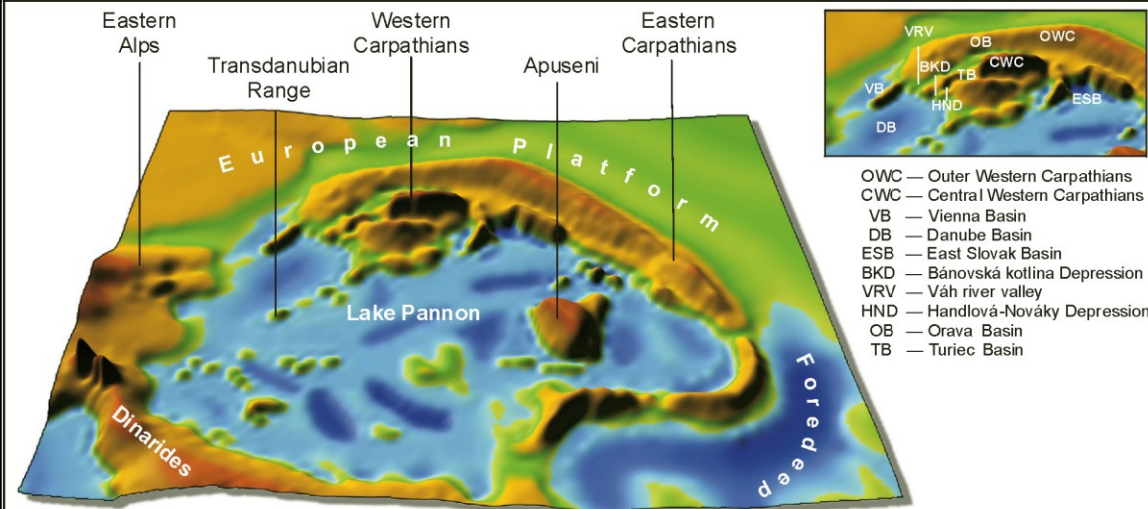 Eastern
Alps
Western
Carpathians
Eastern
Carpathians
Transdanubian
Range
Apuseni
European Platform
Lake Pannon
Dinarides
Foredeep
VRV
OB
OWC
BKD
TB
CWC
VB
HND
ESB
DB
OWC — Outer Western Carpathians
CWC — Central Western Carpathians
VB — Vienna Basin
DB — Danube Basin
ESB — East Slovak Basin
BKD — Bánovská kotlina Depression
VRV — Váh river valley
HND — Handlová-Nováky Depression
OB — Orava Basin
TB — Turiec Basin